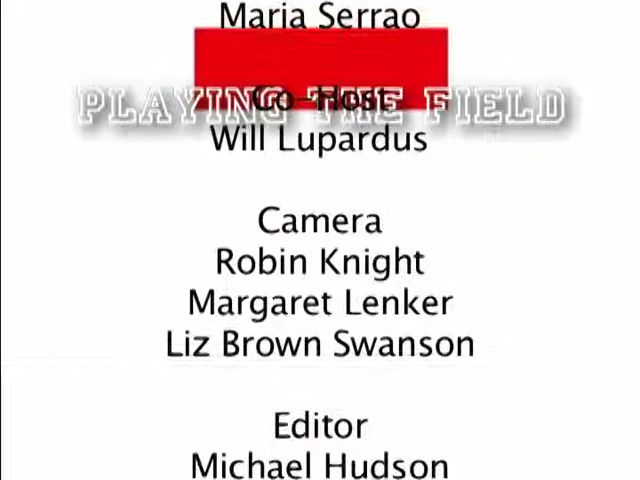 Maria Serrao
Co-Host
PLAYING THE FIELD
Will Lupardus
Camera
Robin Knight
Margaret Lenker
Liz Brown Swanson
Editor
Michael Hudson